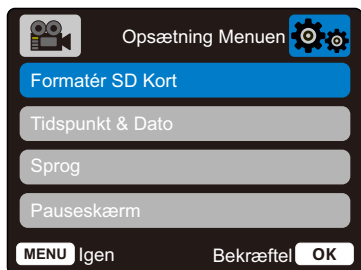 Opsætning Menuen
Formatér SD Kort
Tidspunkt & Dato
Sprog
Pauseskærm
MENU Igen Bekræftel OK